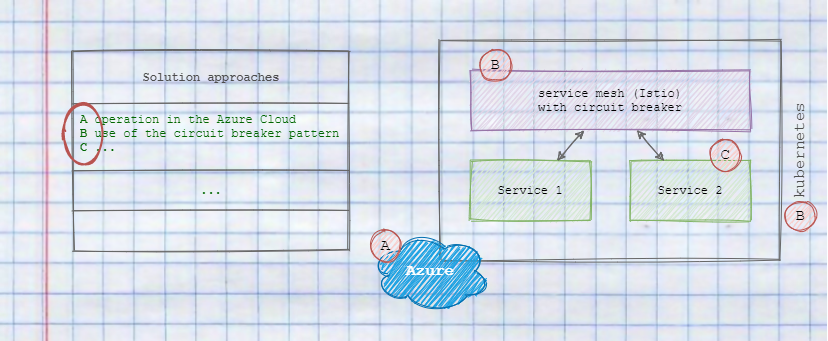 Solution approaches
A operation in the Azure Cloud
B use of the circuit breaker pattern
C ...
...
B
service mesh (Istio)
with circuit breaker
C
Service 1
Service 2
kubernetes
B
A
Azure